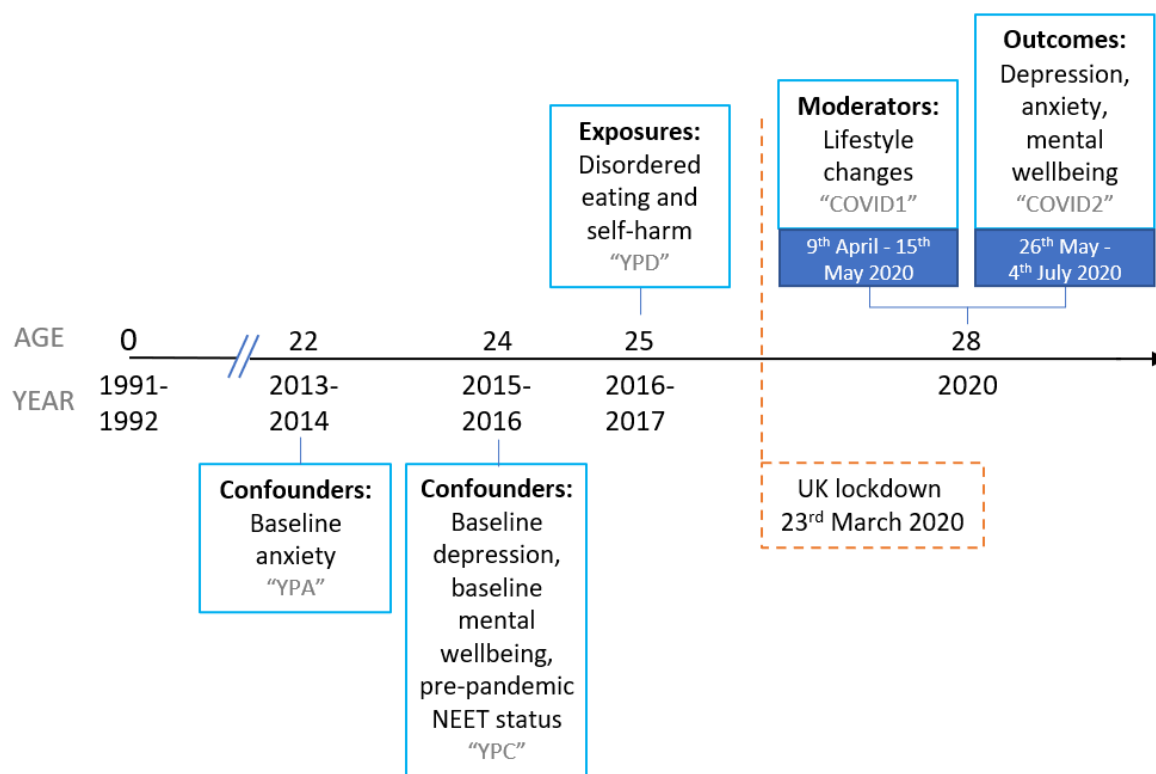 Outcomes:
Depression,
anxiety,
mental
wellbeing
“COVID2”
26th May -
4th July 2020
Moderators:
Lifestyle
changes
“COVID1”
9th April - 15th
May 2020
Exposures:
Disordered
eating and
self-harm
“YPD”
AGE
0
22
24
25
28
YEAR
1991-
1992
2013-
2014
2015-
2016
2016-
2017
2020
Confounders:
Baseline
anxiety
“YPA”
Confounders:
Baseline
depression,
baseline
mental
wellbeing,
pre-pandemic
NEET status
“YPC”
UK lockdown
23rd March 2020